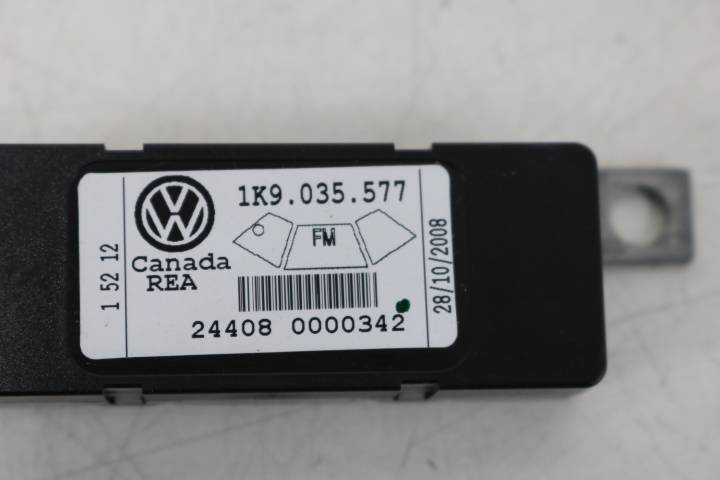 1 52 12
1K9.035.577
FM
Canada
REA
24408 0000342
28/10/2008